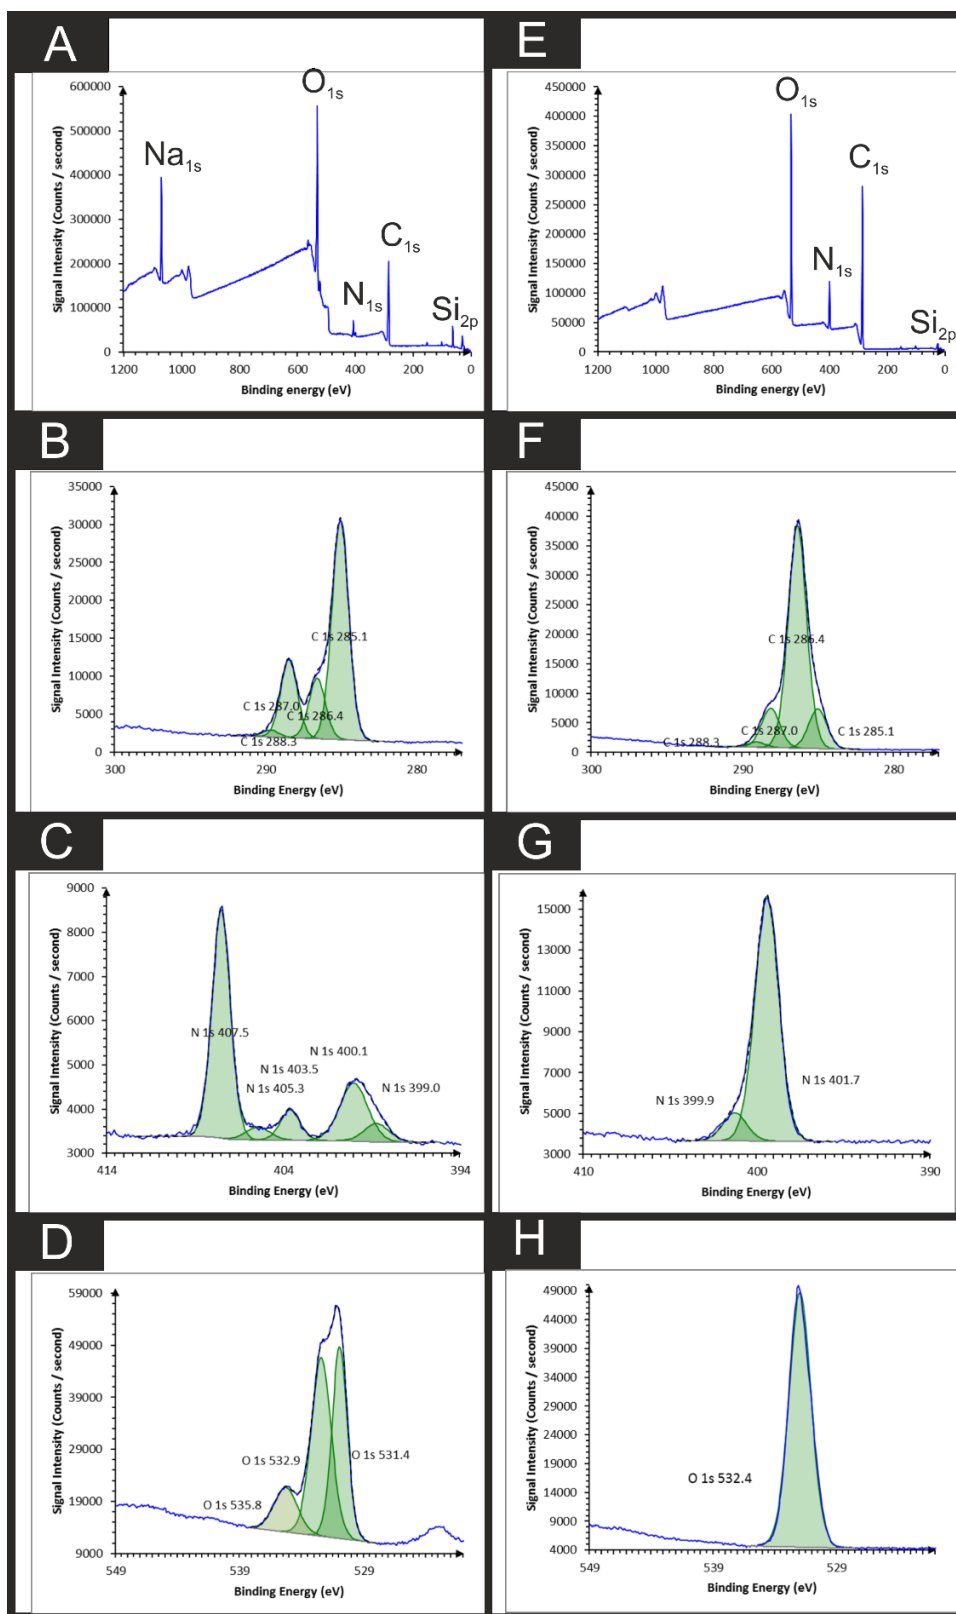 A
O1s
Na1s
C1s
N1s
Si2p
Signal Intensity (Counts / second)
600000
500000
400000
300000
200000
100000
0
1200 1000 800 600 400 200 0
Binding energy (eV)
E
O1s
C1s
N1s
Si2p
Signal Intensity (Counts / second)
450000
400000
350000
300000
250000
200000
150000
100000
50000
0
1200 1000 800 600 400 200 0
Binding energy (eV)
B
Signal Intensity (Counts / second)
35000
30000
25000
20000
15000
10000
5000
0
C 1s 285.1
C 1s 287.0
C 1s 286.4
C 1s 288.3
300 290 280
Binding Energy (eV)
F
Signal Intensity (Counts / second)
45000
40000
35000
30000
25000
20000
15000
10000
5000
0
C 1s 286.4
C 1s 288.3
C 1s 287.0
C 1s 285.1
300 290 280
Binding Energy (eV)
C
Signal Intensity (Counts / second)
9000
8000
7000
6000
5000
4000
3000
N 1s 407.5
N 1s 403.5
N 1s 405.3
N 1s 400.1
N 1s 399.0
414 404 394
Binding Energy (eV)
G
Signal Intensity (Counts / second)
15000
13000
11000
9000
7000
5000
3000
N 1s 399.9
N 1s 401.7
410 400 390
Binding Energy (eV)
D
Signal Intensity (Counts / second)
59000
49000
39000
29000
19000
9000
O 1s 532.9
O 1s 531.4
O 1s 535.8
549 539 529
Binding Energy (eV)
H
Signal Intensity (Counts / second)
49000
44000
39000
34000
29000
24000
19000
14000
9000
4000
O 1s 532.4
549 539 529
Binding Energy (eV)